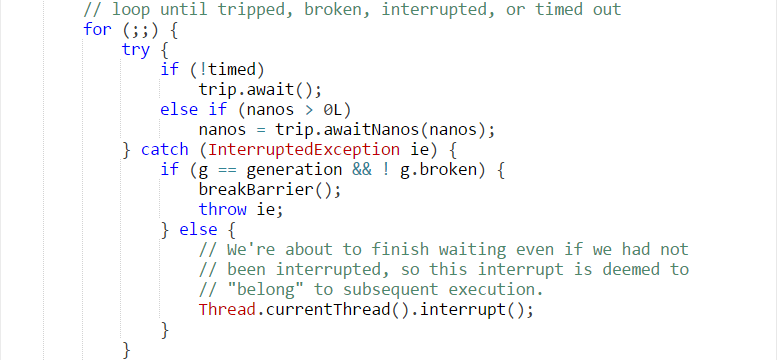 // loop until tripped, broken, interrupted, or timed out
for (;;) {
try {
if (!timed)
trip.await();
else if (nanos > 0L)
nanos = trip.awaitNanos(nanos);
} catch (InterruptedException ie) {
if (g == generation && ! g.broken) {
breakBarrier();
throw ie;
} else {
// We're about to finish waiting even if we had not
// been interrupted, so this interrupt is deemed to
// "belong" to subsequent execution.
Thread.currentThread().interrupt();
}
}